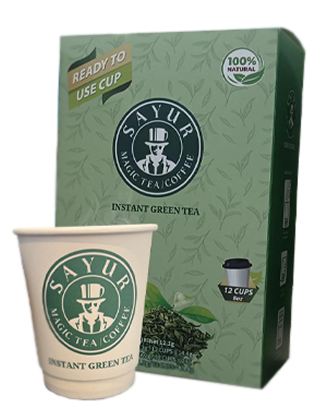 READY TO
USE CUP
100%
NATURAL
SAYUR
MAGIC TEA/COFFEE
INSTANT GREEN TEA
12 CUPS
8oz
SAYUR
MAGIC TEA/COFFEE
INSTANT GREEN TEA